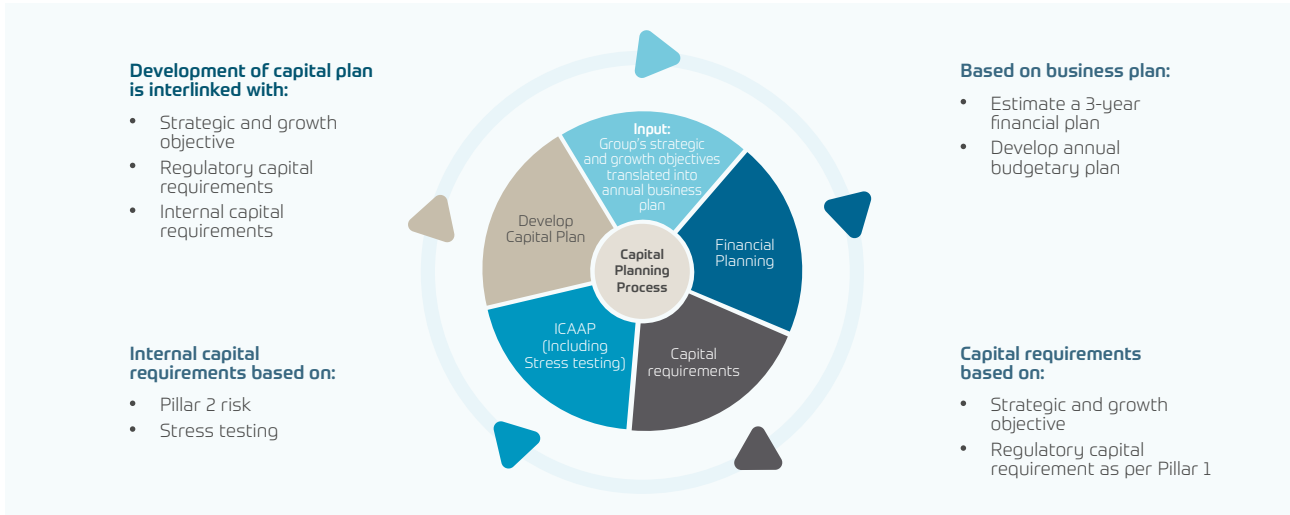 Development of capital plan
is interlinked with:
• Strategic and growth
objective
• Regulatory capital
requirements
• Internal capital
requirements
Internal capital
requirements based on:
• Pillar 2 risk
• Stress testing
Input:
Group's strategic
and growth objectives
translated into
annual business
plan
Financial
Planning
Capital
requirements
ICAAP
(Including
Stress testing)
Develop
Capital Plan
Capital
Planning
Process
Based on business plan:
• Estimate a 3-year
financial plan
• Develop annual
budgetary plan
Capital requirements
based on:
• Strategic and growth
objective
• Regulatory capital
requirement as per Pillar 1